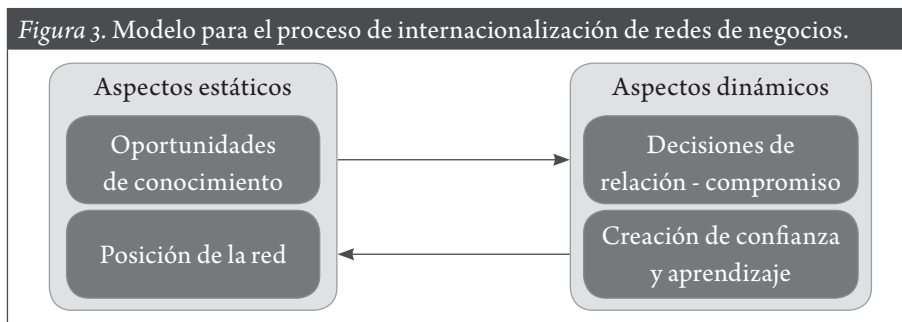 Figura 3. Modelo para el proceso de internacionalización de redes de negocios.
Aspectos estáticos
Oportunidades
de conocimiento
Posición de la red
Aspectos dinámicos
Decisiones de
relación - compromiso
Creación de confianza
y aprendizaje